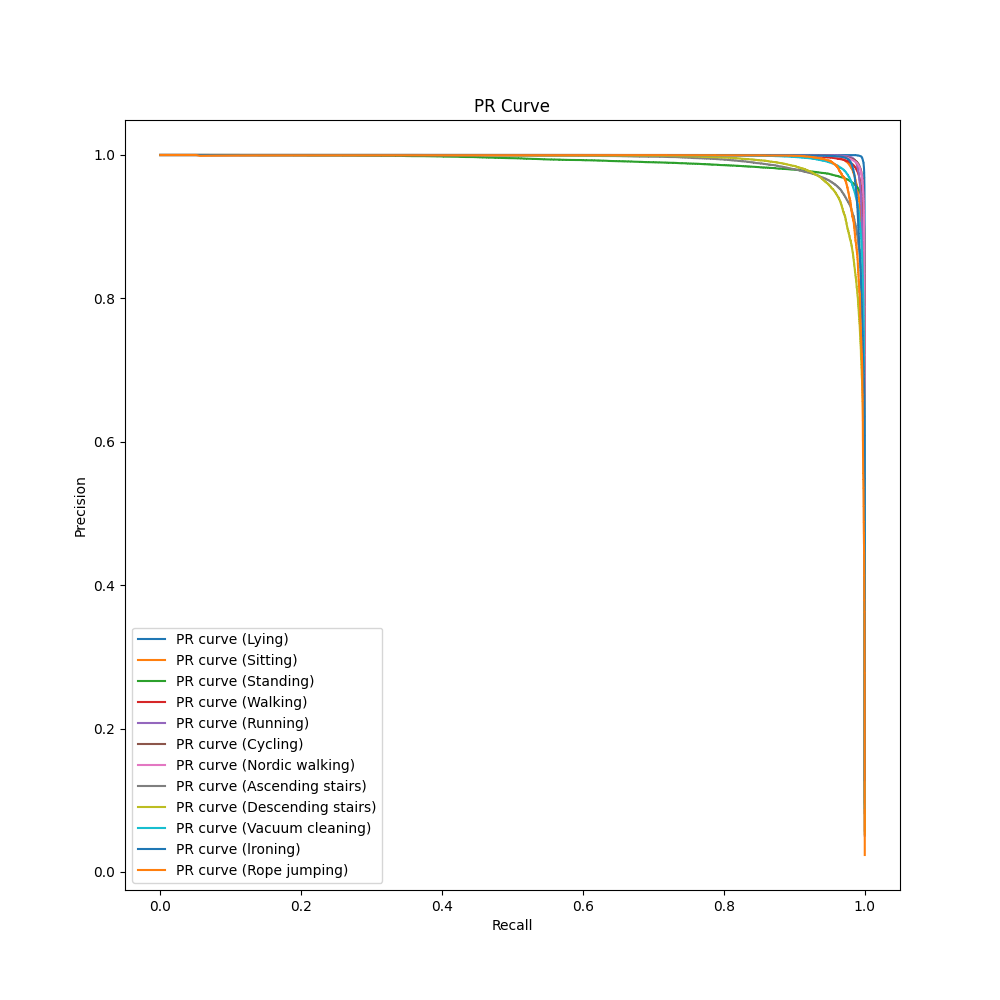 PR Curve
1.0
0.8
0.6
0.4
0.2
0.0
Precision
PR curve (Lying)
PR curve (Sitting)
PR curve (Standing)
PR curve (Walking)
PR curve (Running)
PR curve (Cycling)
PR curve (Nordic walking)
PR curve (Ascending stairs)
PR curve (Descending stairs)
PR curve (Vacuum cleaning)
PR curve (Ironing)
PR curve (Rope jumping)
0.0 0.2 0.4 0.6 0.8 1.0
Recall